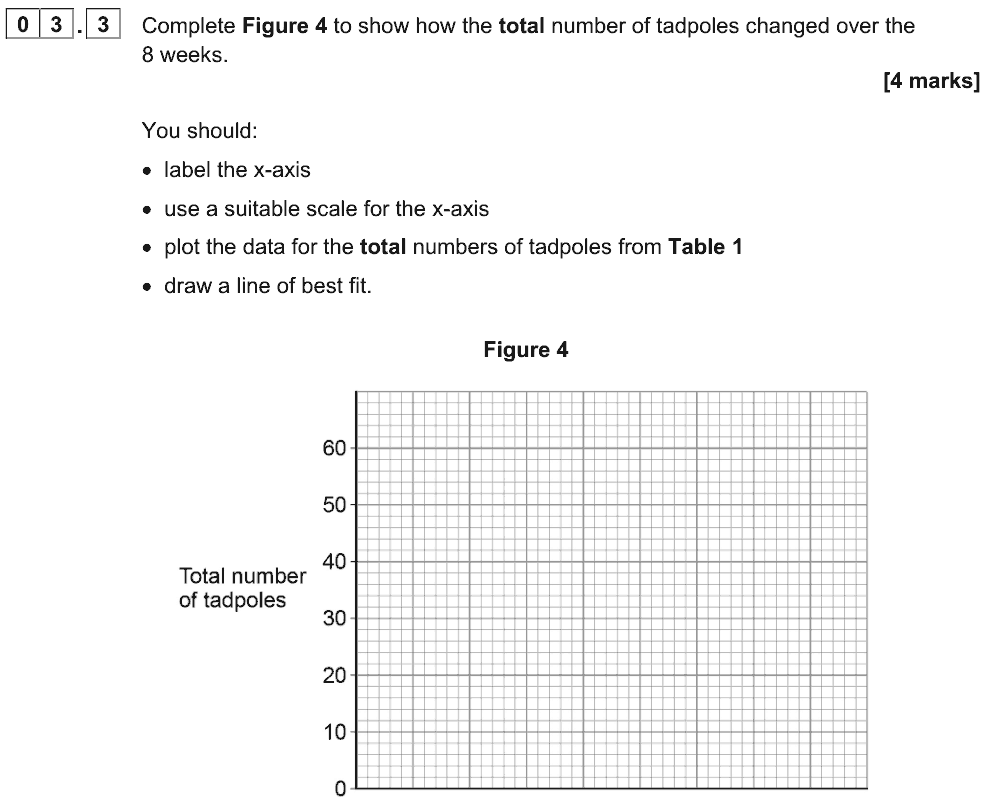 0 3 . 3 Complete Figure 4 to show how the total number of tadpoles changed over the
8 weeks.
[4 marks]
You should:
• label the x-axis
• use a suitable scale for the x-axis
• plot the data for the total numbers of tadpoles from Table 1
• draw a line of best fit.
Figure 4
60
50
40
Total number
of tadpoles
30
20
10
0